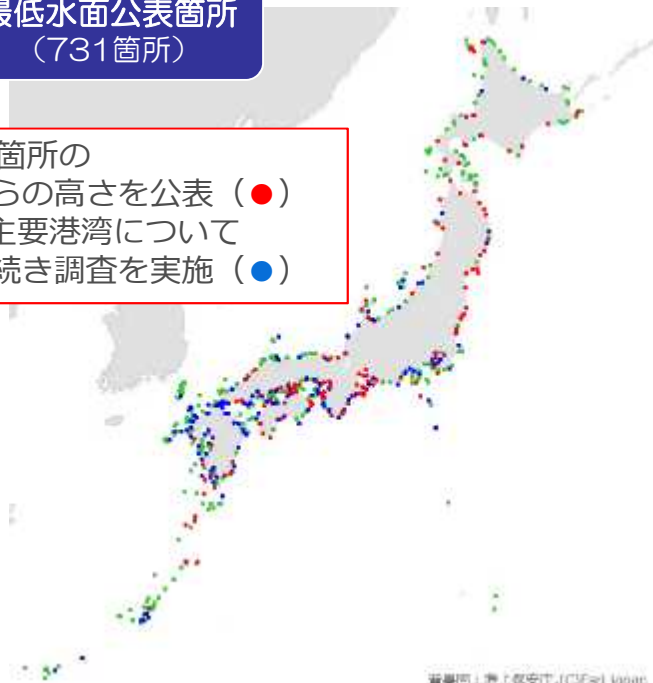 最低水面公表箇所
（731箇所）
箇所の
らの高さを公表（●）
主要港湾について
続き調査を実施（●）